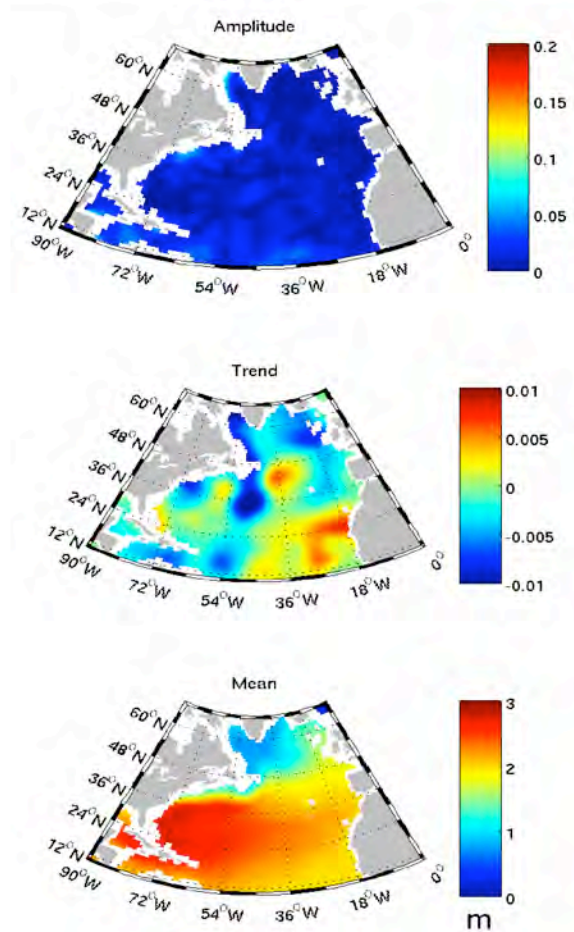 Amplitude
60°N
48°N
36°N
24°N
12°N
90°W
72°W
54°W
36°W
18°W
0°
0.2
0.15
0.1
0.05
0
Trend
60°N
48°N
36°N
24°N
12°N
90°W
72°W
54°W
36°W
18°W
0°
0.01
0.005
0
-0.005
-0.01
Mean
60°N
48°N
36°N
24°N
12°N
90°W
72°W
54°W
36°W
18°W
0°
3
2
1
0
m